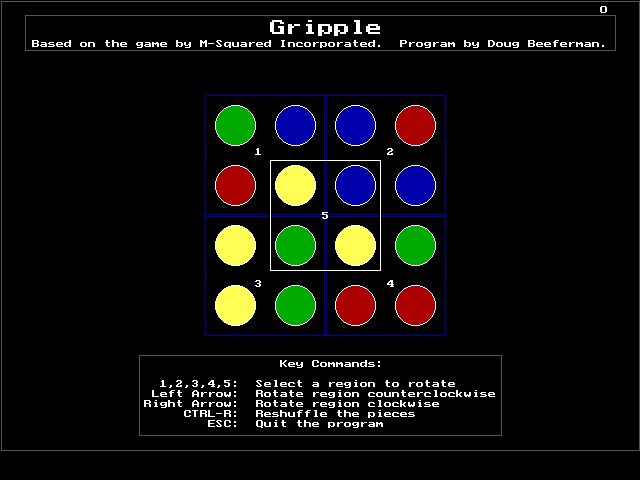 0
Gripple
Based on the game by M-Squared Incorporated.  Program by Doug Beeferman.
1
2
5
3
4
Key Commands:
1,2,3,4,5:  Select a region to rotate
Left Arrow:  Rotate region counterclockwise
Right Arrow:  Rotate region clockwise
CTRL-R:  Reshuffle the pieces
ESC:  Quit the program